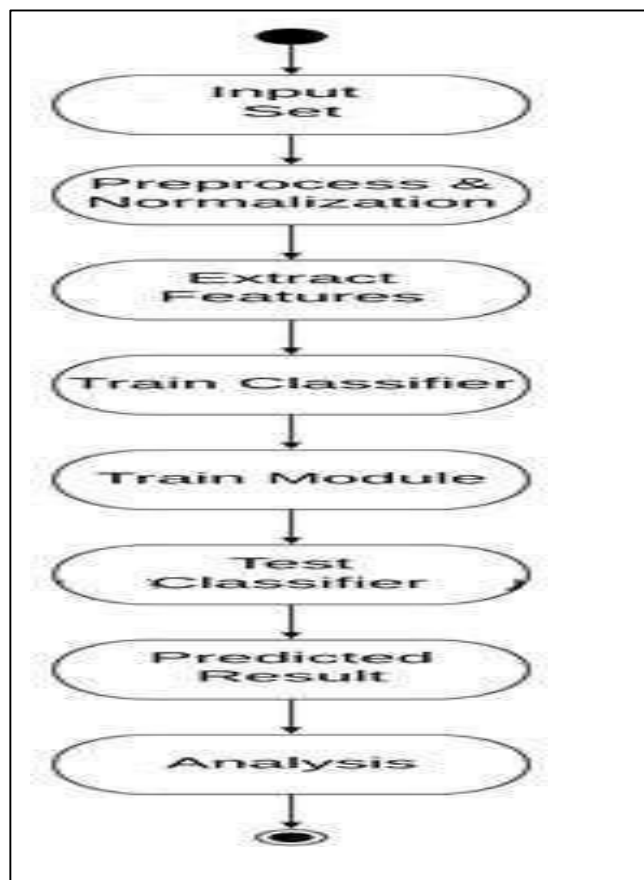 Input
Set
Preprocess &
Normalization
Extract
Features
Train Classifier
Train Module
Test
Classifier
Predicted
Result
Analysis